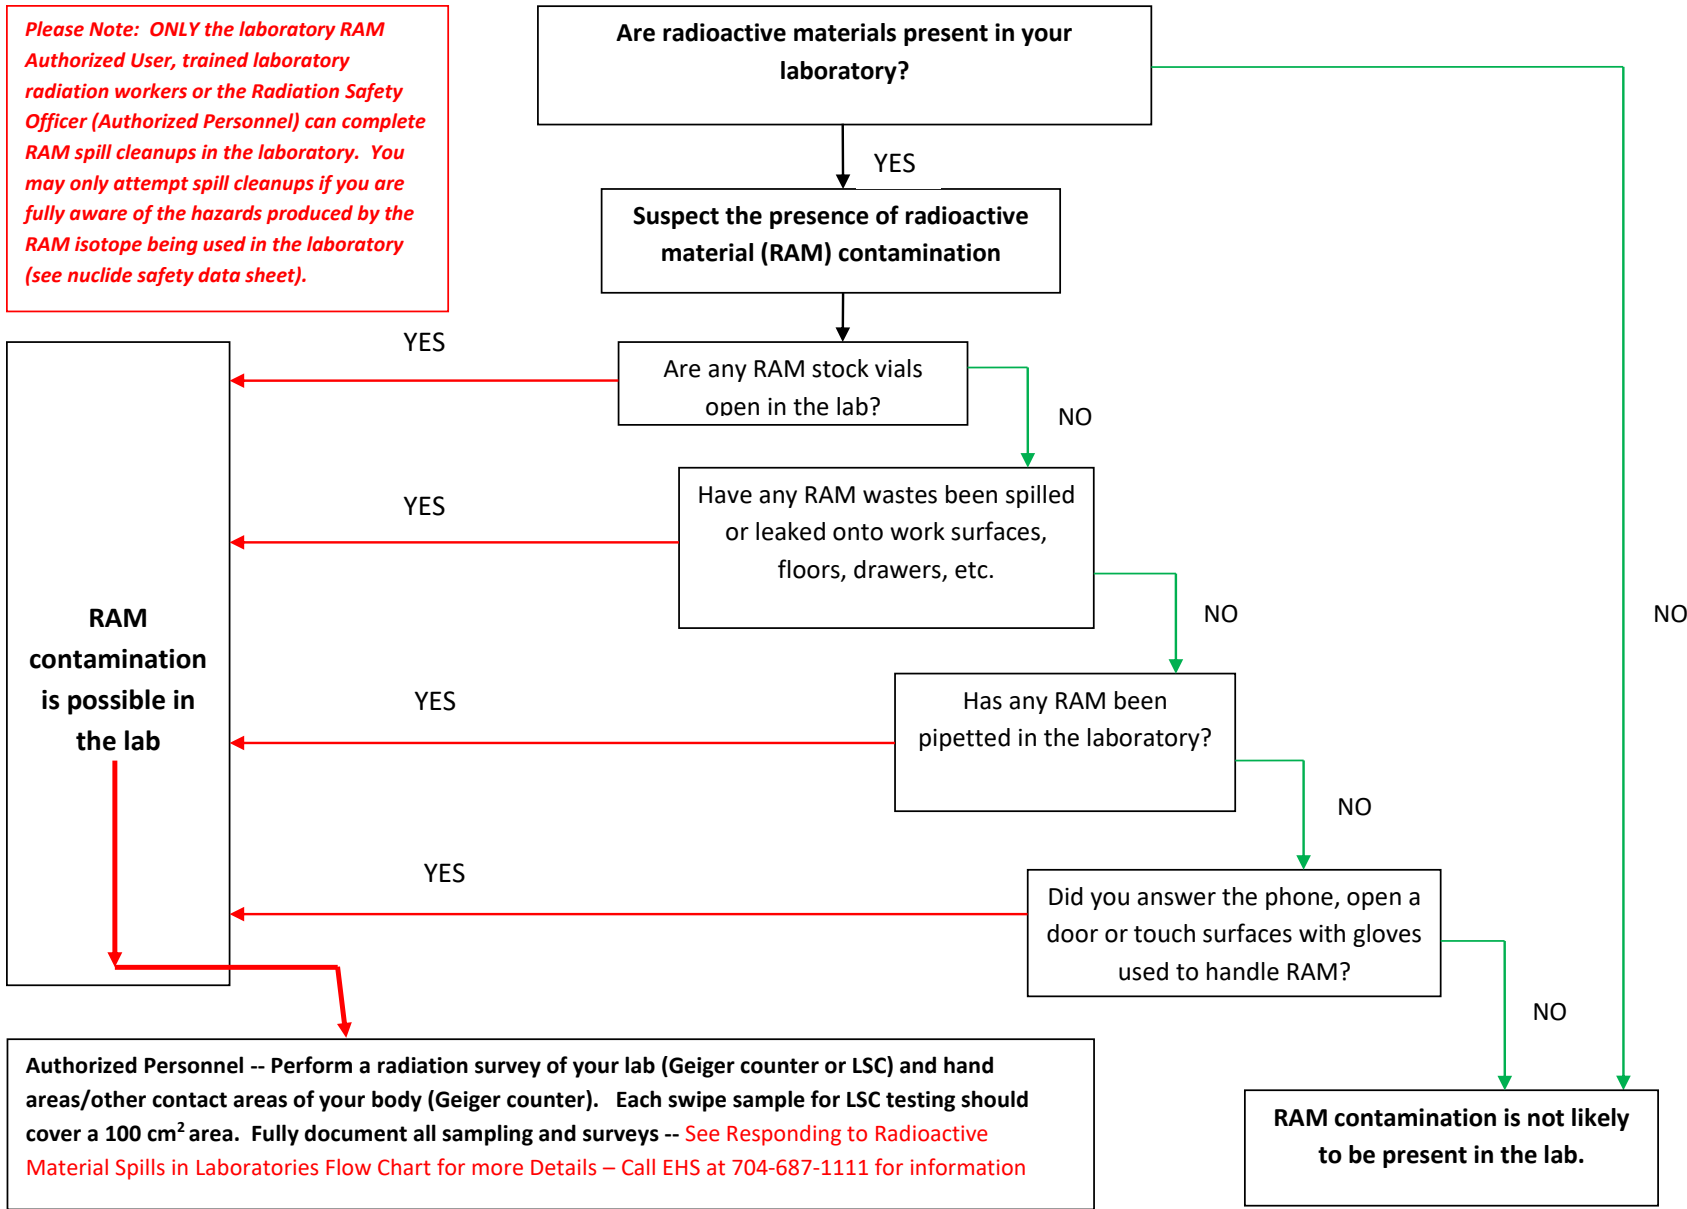 Please Note:  ONLY the laboratory RAM
Authorized User, trained laboratory
radiation workers or the Radiation Safety
Officer (Authorized Personnel) can complete
RAM spill cleanups in the laboratory.  You
may only attempt spill cleanups if you are
fully aware of the hazards produced by the
RAM isotope being used in the laboratory
(see nuclide safety data sheet).
Are radioactive materials present in your
laboratory?
YES
Suspect the presence of radioactive
material (RAM) contamination
YES
Are any RAM stock vials
open in the lab?
NO
YES
Have any RAM wastes been spilled
or leaked onto work surfaces,
floors, drawers, etc.
NO
NO
RAM
contamination
is possible in
the lab
YES
Has any RAM been
pipetted in the laboratory?
NO
YES
Did you answer the phone, open a
door or touch surfaces with gloves
used to handle RAM?
NO
Authorized Personnel -- Perform a radiation survey of your lab (Geiger counter or LSC) and hand
areas/other contact areas of your body (Geiger counter).   Each swipe sample for LSC testing should
cover a 100 cm² area.  Fully document all sampling and surveys -- See Responding to Radioactive
Material Spills in Laboratories Flow Chart for more Details – Call EHS at 704-687-1111 for information
RAM contamination is not likely
to be present in the lab.